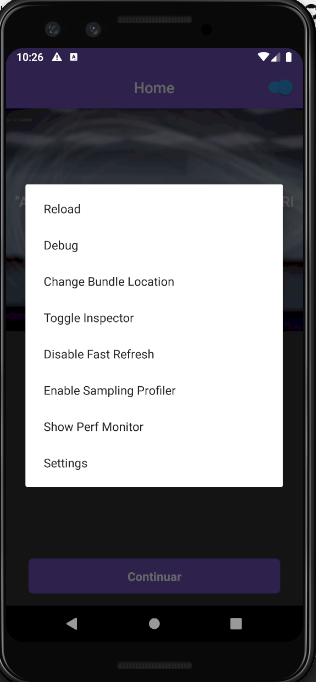 10:26
Home
Reload
Debug
Change Bundle Location
Toggle Inspector
Disable Fast Refresh
Enable Sampling Profiler
Show Perf Monitor
Settings
Continuar